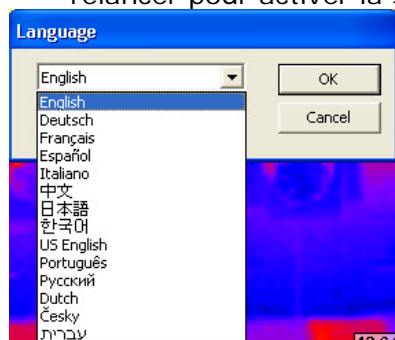 relancer pour activer la s
Language
English
OK
English
Deutsch
Cancel
Français
Español
Italiano
中文
日本語
한국어
US English
Português
Русский
Dutch
Česky
עברית